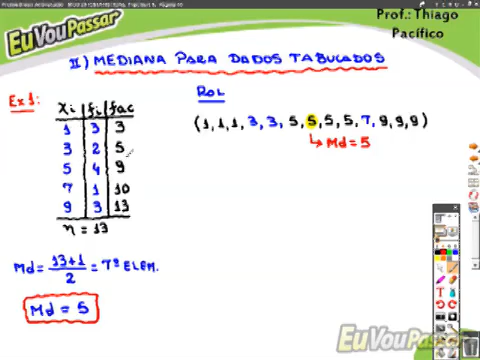 Prof.: Thiago
Pacífico
EuVouPassar
II) MEDIANA PARA DADOS TABULADOS
Ex1:
xi fi fac
1 3 3
3 2 5
5 4 9
7 1 10
9 3 13
n = 13
ROL
(1,1,1,3,3,5,5,5,5,7,9,9,9)
Md = 5
Md = 13+1/2 = 7º ELEM.
Md = 5
EuVouPassar